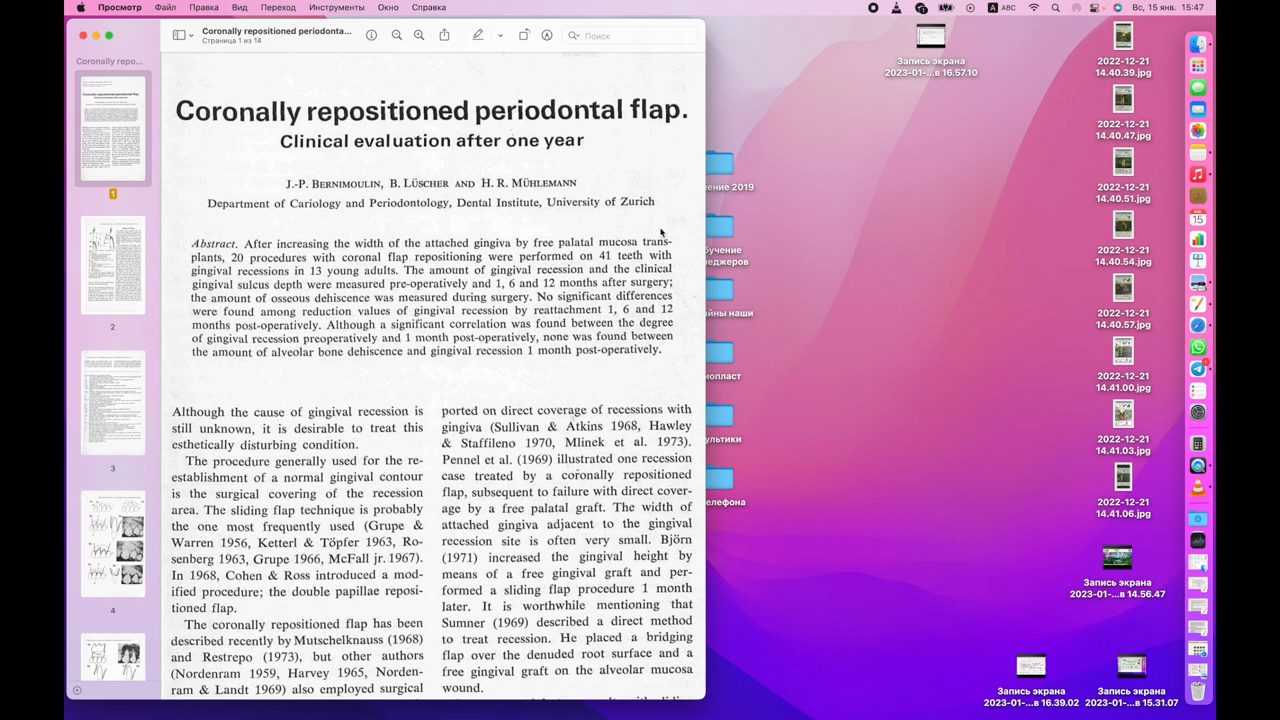 Просмотр Файл Правка Вид Переход Инструменты Окно Справка
A ABC Вс, 15 янв. 15:47
Coronally repositioned periodonta...
Страница 1 из 14
Поиск
Coronally repo...
1
2
3
4
Coronally repositioned periodontal flap.
Clinical evaluation after one year
J.-P. BERNIMOULIN, B. LÜSCHER AND H. R. MÜHLEMANN
Department of Cariology and Periodontology, Dental Institute, University of Zurich
Abstract. After increasing the width of the attached gingiva by free palatal mucosa trans-
plants, 20 procedures with coronal flap repositioning were performed on 41 teeth with
gingival recessions in 13 young adults. The amount of gingival recession and the clinical
gingival sulcus depth were measured preoperatively and 1, 6 and 12 months after surgery;
the amount of osseous dehiscence was measured during surgery. No significant differences
were found among reduction values of gingival recession by reattachment 1, 6 and 12
months post-operatively. Although a significant correlation was found between the degree
of gingival recession preoperatively and 1 month post-operatively, none was found between
the amount of alveolar bone dehiscence and gingival recession 1 month post-operatively.
Although the cause of gingival recession is
still unknown, it is desirable to treat this
esthetically disturbing condition.
The procedure generally used for the re-
establishment of a normal gingival contour
is the surgical covering of the recession
area. The sliding flap technique is probably
the one most frequently used (Grupe &
Warren 1956, Ketterl & Töpfer 1963, Ro-
senberg 1963, Grupe 1966, McFall jr. 1967).
In 1968, Cohen & Ross introduced a mod-
ified procedure; the double papillae reposi-
tioned flap.
The coronally repositioned flap has been
described recently by Mutschelknauss (1968)
and Restrepo (1973), but other authors
(Nordenram 1959, Harvey 1965, Norden-
ram & Landt 1969) also employed surgical
ported on direct coverage of recessions with
gingiva (Sullivan & Atkins 1968, Hawley
& Staffileno 1970, Mlinek et al. 1973).
Pennel et al. (1969) illustrated one recession
case treated by a coronally repositioned
flap, subsequent to failure with direct cover-
age by a free palatal graft. The width of
attached gingiva adjacent to the gingival
recession site is often very small. Björn
(1971) increased the gingival height by
means of a free gingival graft and per-
formed a sliding flap procedure 1 month
later. It is worthwhile mentioning that
Sumner (1969) described a direct method
to treat recession. He placed a bridging
flap over the denuded root surface and a
free gingival graft on the alveolar mucosa
wound.
ение 2019
бучение
неджеров
йны наши
иопласт
ультики
елефона
Запись экрана
2023-01-...в 16.57.10
2022-12-21
14.40.39.jpg
2022-12-21
14.40.47.jpg
2022-12-21
14.40.51.jpg
2022-12-21
14.40.54.jpg
2022-12-21
14.40.57.jpg
2022-12-21
14.41.00.jpg
2022-12-21
14.41.03.jpg
2022-12-21
14.41.06.jpg
Запись экрана
2023-01-...в 14.56.47
Запись экрана
2023-01-...в 16.39.02
Запись экрана
2023-01-...в 15.31.07
15